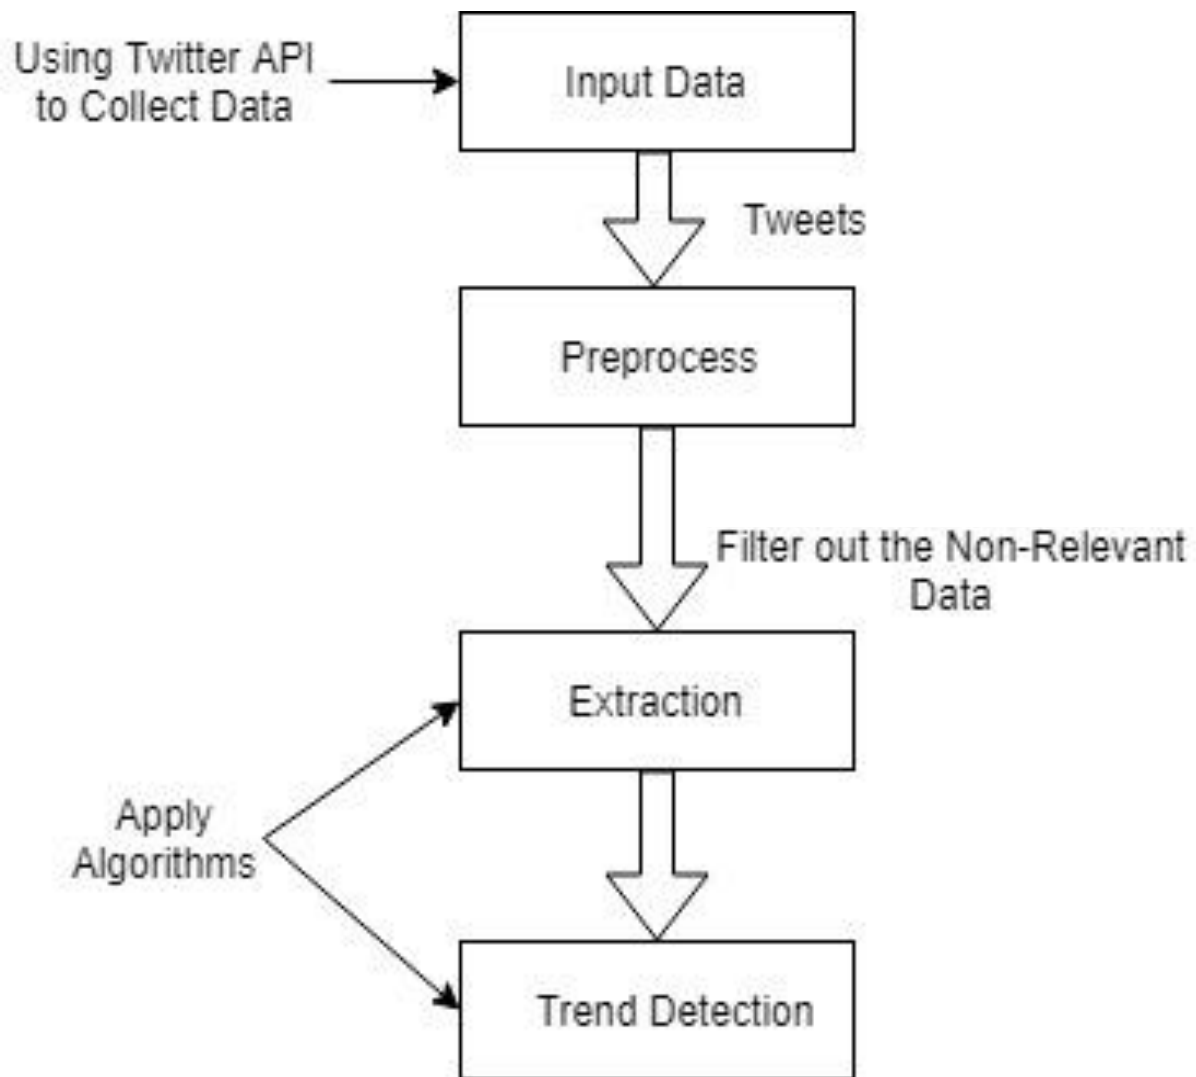 Using Twitter API
to Collect Data
Input Data
Tweets
Preprocess
Filter out the Non-Relevant
Data
Extraction
Apply
Algorithms
Trend Detection